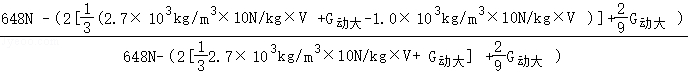 648N -(2[1/3(2.7× 10³kg/m³×10N/kg×V +G动大-1.0× 10³kg/m³×10N/kg×V )]+2/9G动大 )
648N-(2[1/3 2.7× 10³kg/m³×10N/kg×V+ G动大] +2/9G动大 )